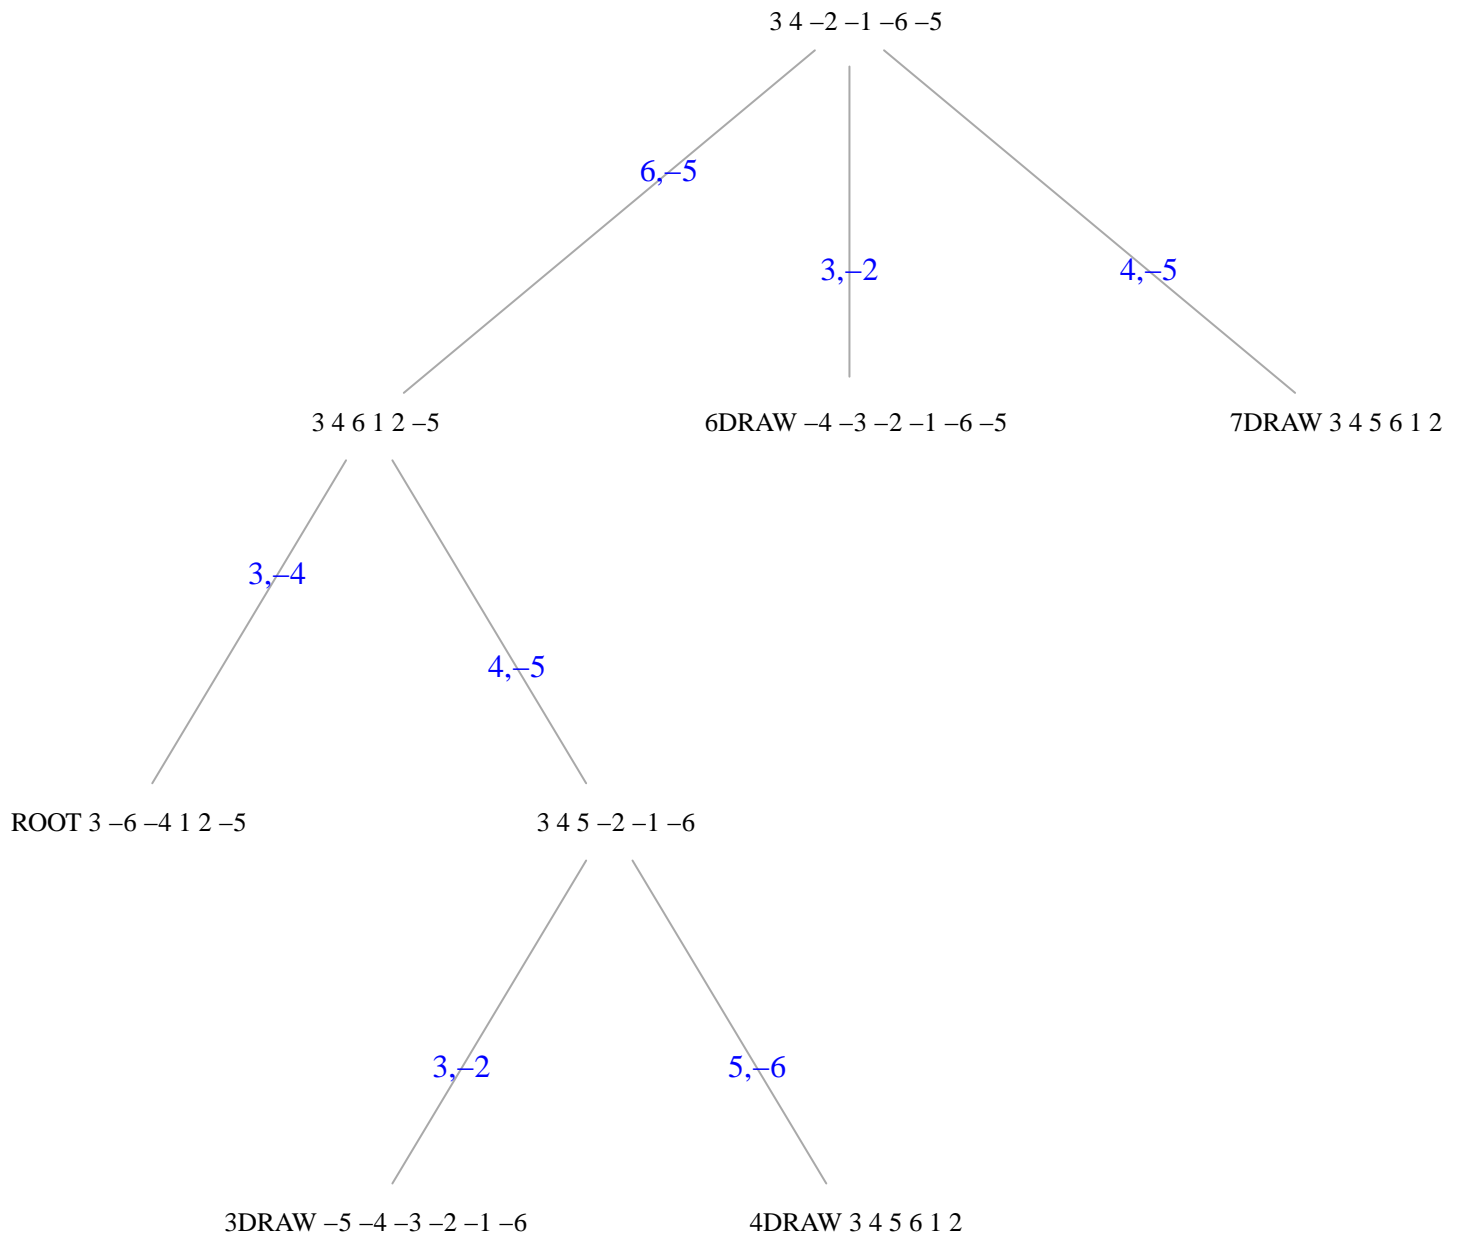 3 4 –2 –1 –6 –5
6,–5
3,–2
4,–5
3 4 6 1 2 –5
6DRAW –4 –3 –2 –1 –6 –5
7DRAW 3 4 5 6 1 2
3,–4
4,–5
ROOT 3 –6 –4 1 2 –5
3 4 5 –2 –1 –6
3,–2
5,–6
3DRAW –5 –4 –3 –2 –1 –6
4DRAW 3 4 5 6 1 2